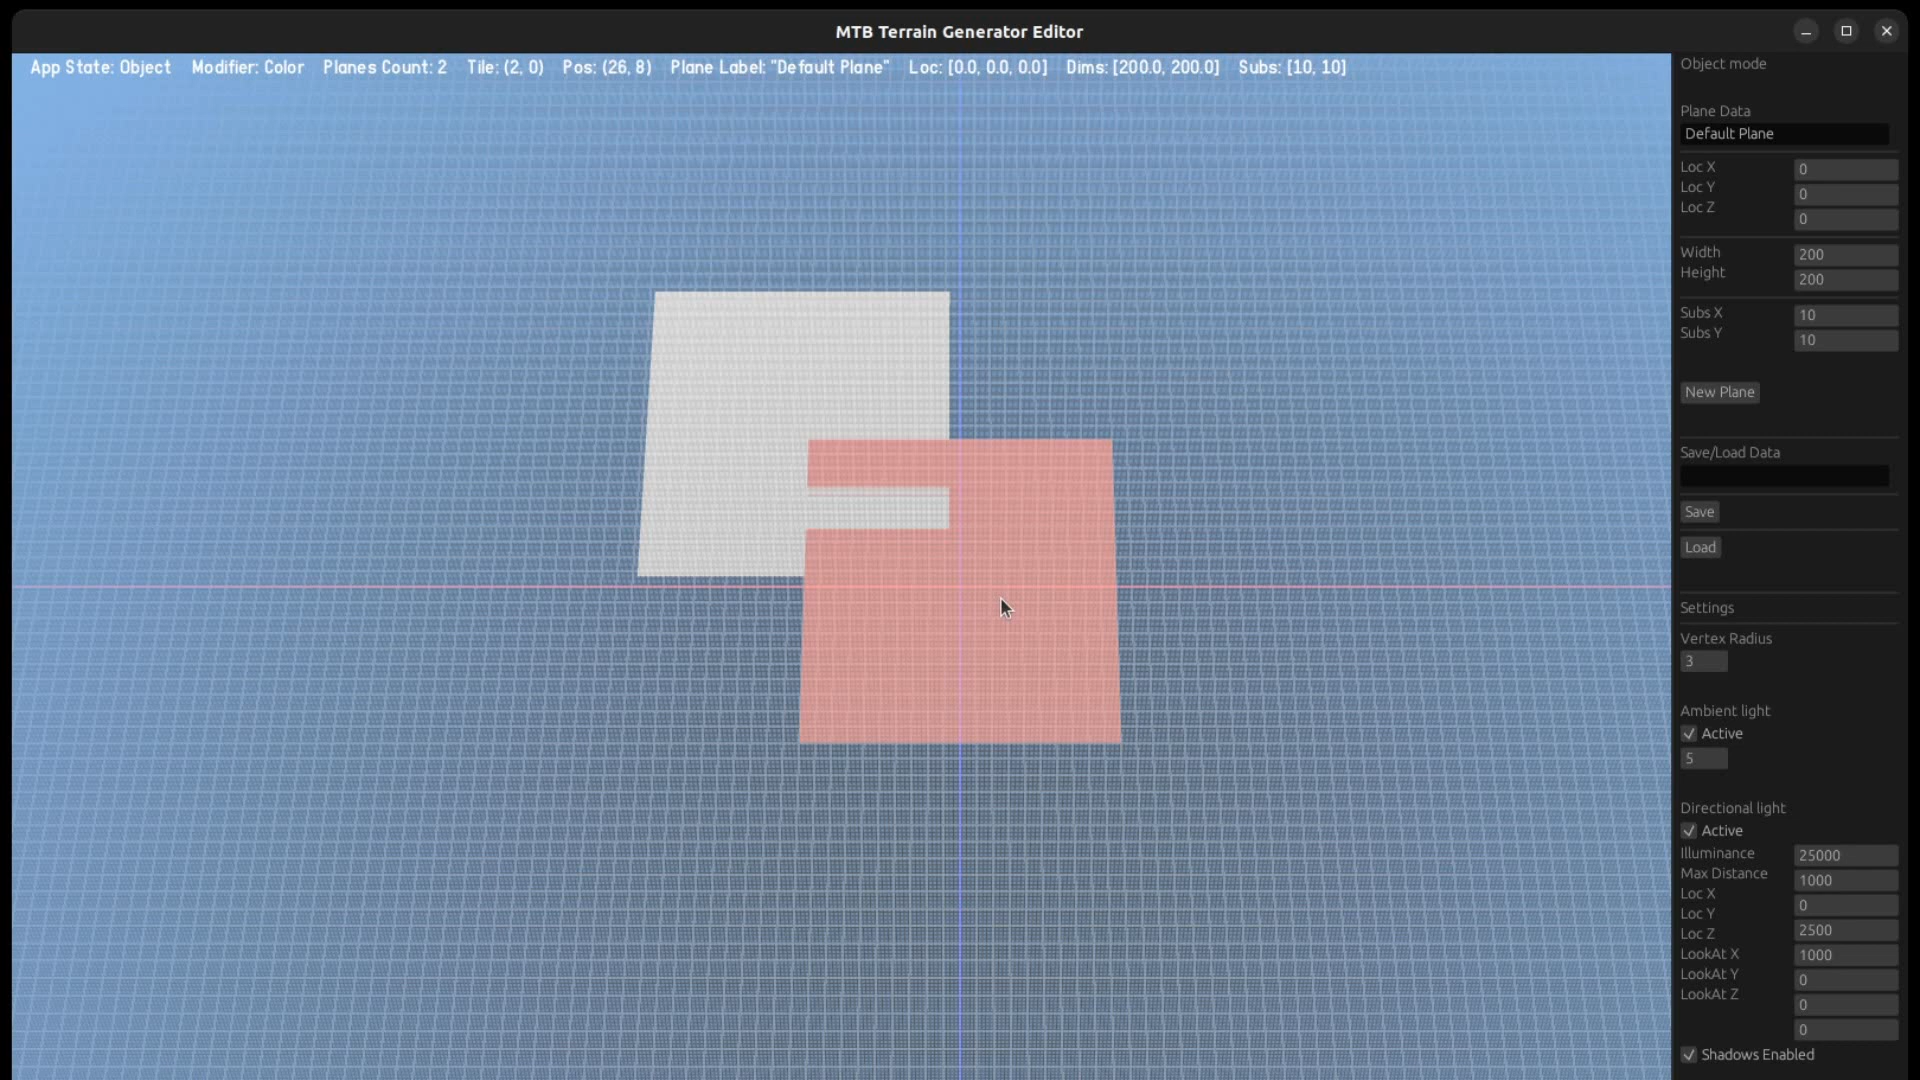 MTB Terrain Generator Editor
App State: Object Modifier: Color Planes Count: 2 Tile: (2, 0) Pos: (26, 8) Plane Label: "Default Plane" Loc: [0.0, 0.0, 0.0] Dims: [200.0, 200.0] Subs: [10, 10]
Object mode
Plane Data
Default Plane
Loc X 0
Loc Y 0
Loc Z 0
Width 200
Height 200
Subs X 10
Subs Y 10
New Plane
Save/Load Data
Save
Load
Settings
Vertex Radius
3
Ambient light
Active
5
Directional light
Active
Illuminance 25000
Max Distance 1000
Loc X 0
Loc Y 2500
Loc Z 1000
LookAt X 0
LookAt Y 0
LookAt Z 0
Shadows Enabled